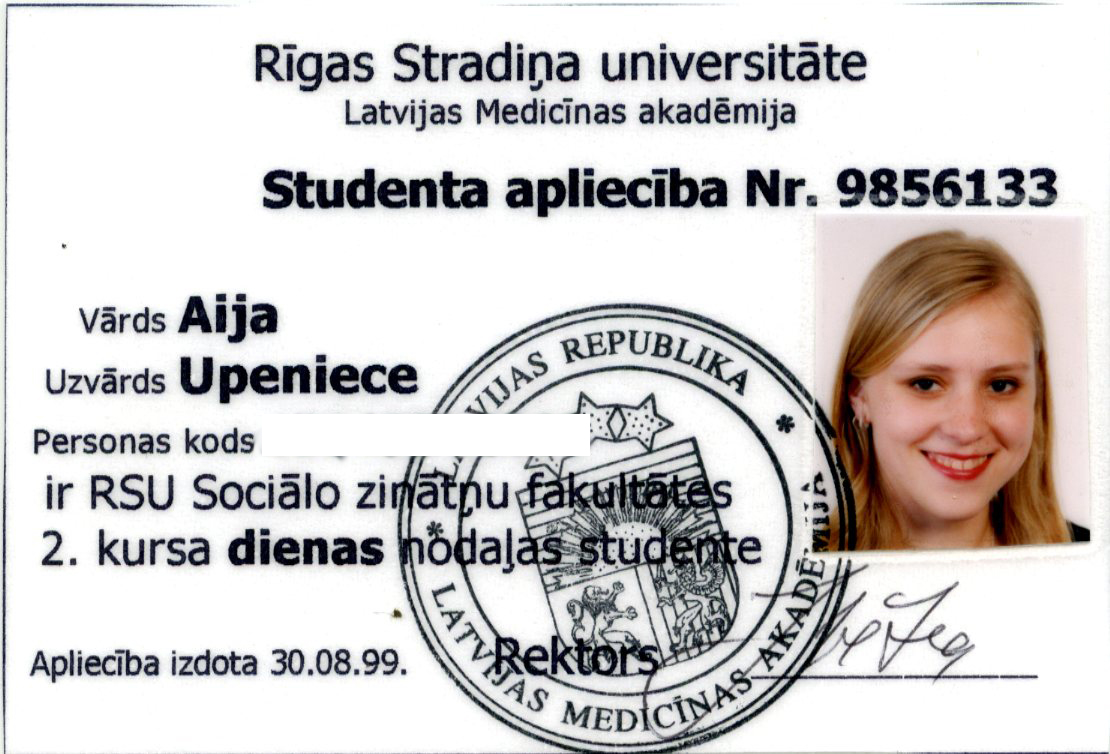 Rīgas Stradiņa universitāte
Latvijas Medicīnas akadēmija
Studenta apliecība Nr. 9856133
Vārds Aija
Uzvārds Upeniece
Personas kods
ir RSU Sociālo zinātņu fakultātes
2. kursa dienas nodaļas studente
Apliecība izdota 30.08.99. Rektors
LATVIJAS REPUBLIKA * LATVIJAS MEDICĪNAS AKADĒMIJA *